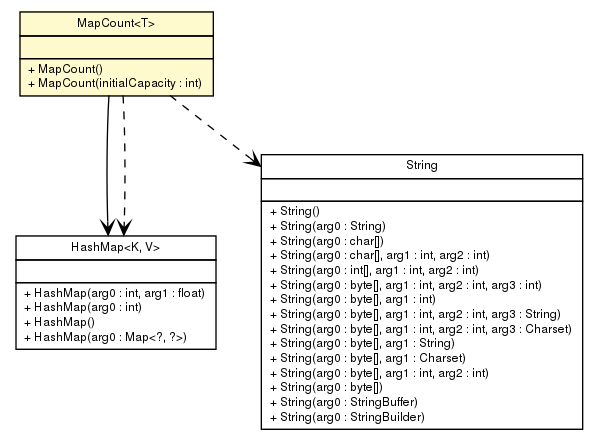 MapCount<T>
+ MapCount()
+ MapCount(initialCapacity : int)
String
+ String()
+ String(arg0 : String)
+ String(arg0 : char[])
+ String(arg0 : char[], arg1 : int, arg2 : int)
+ String(arg0 : int[], arg1 : int, arg2 : int)
+ String(arg0 : byte[], arg1 : int, arg2 : int, arg3 : int)
+ String(arg0 : byte[], arg1 : int)
+ String(arg0 : byte[], arg1 : int, arg2 : int, arg3 : String)
+ String(arg0 : byte[], arg1 : int, arg2 : int, arg3 : Charset)
+ String(arg0 : byte[], arg1 : String)
+ String(arg0 : byte[], arg1 : Charset)
+ String(arg0 : byte[], arg1 : int, arg2 : int)
+ String(arg0 : byte[])
+ String(arg0 : StringBuffer)
+ String(arg0 : StringBuilder)
HashMap<K, V>
+ HashMap(arg0 : int, arg1 : float)
+ HashMap(arg0 : int)
+ HashMap()
+ HashMap(arg0 : Map<?, ?>)